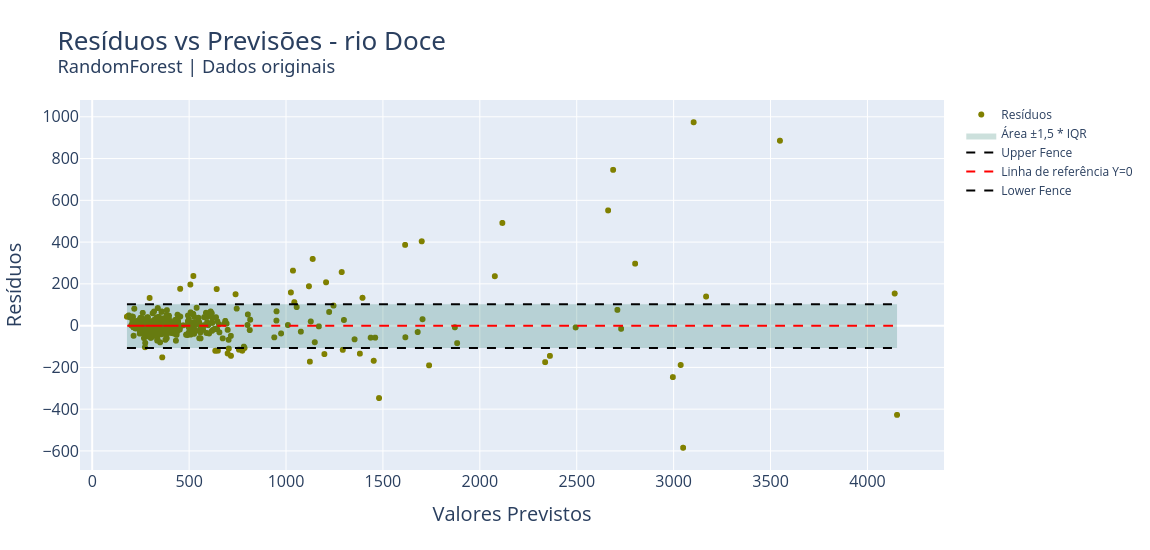 Resíduos vs Previsões - rio Doce
RandomForest | Dados originais
Resíduos
1000
800
600
400
200
0
−200
−400
−600
0
500
1000
1500
2000
2500
3000
3500
4000
Valores Previstos
Resíduos
Área ±1,5 * IQR
Upper Fence
Linha de referência Y=0
Lower Fence